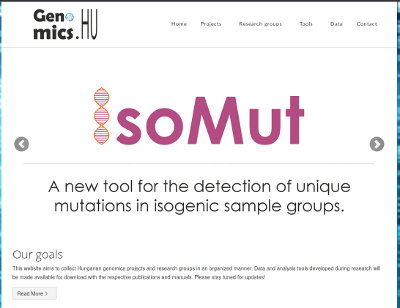 Genomics.HU
Home Projects Research groups Tools Data Contact
IsoMut
A new tool for the detection of unique
mutations in isogenic sample groups.
Our goals
This website aims to collect Hungarian genomics projects and research groups in an organized manner. Data and analysis tools developed during research will
be made available for download with the respective publications and manuals. Please stay tuned for updates!
Read More >